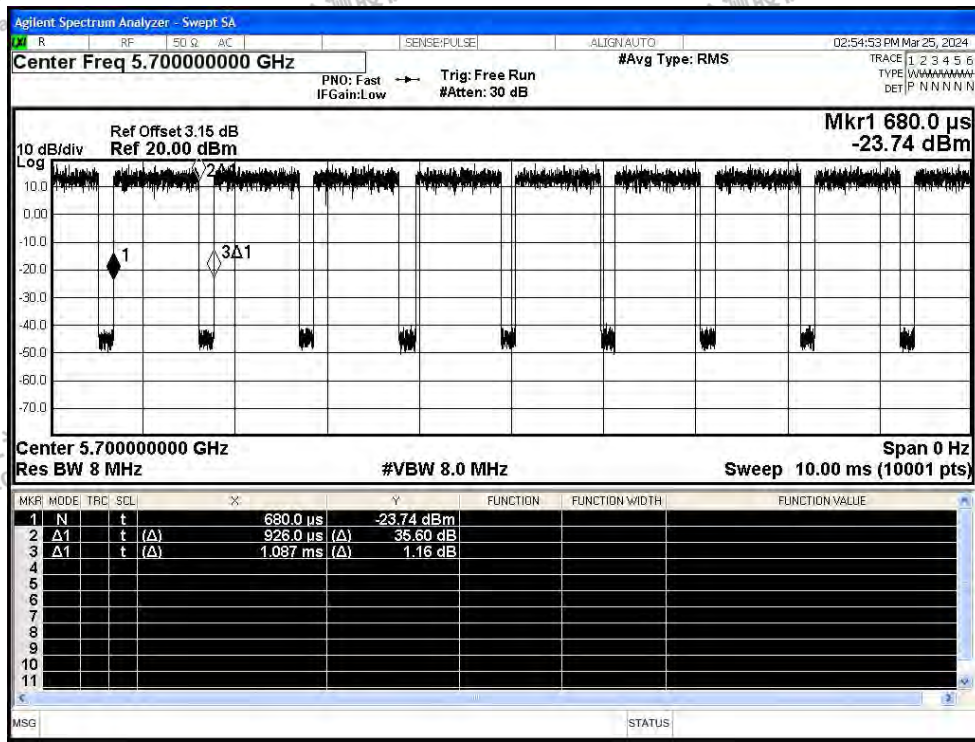 Agilent Spectrum Analyzer - Swept SA
LXI R RF 50 Ω AC SENSE:PULSE ALIGN AUTO 02:54:53 PM Mar 25, 2024
Center Freq 5.700000000 GHz #Avg Type: RMS TRACE 1 2 3 4 5 6
PNO: Fast Trig: Free Run TYPE WWWWWW
IFGain:Low #Atten: 30 dB DET P N N N N N
Mkr1 680.0 µs
Ref Offset 3.15 dB
10 dB/div Ref 20.00 dBm -23.74 dBm
Log
2Δ1
10.0
0.00
-10.0
1 3Δ1
-20.0
-30.0
-40.0
-50.0
-60.0
-70.0
Center 5.700000000 GHz Span 0 Hz
Res BW 8 MHz #VBW 8.0 MHz Sweep 10.00 ms (10001 pts)
MKR MODE TRC SCL X Y FUNCTION FUNCTION WIDTH FUNCTION VALUE
1 N t 680.0 µs -23.74 dBm
2 Δ1 t (Δ) 926.0 µs (Δ) 35.60 dB
3 Δ1 t (Δ) 1.087 ms (Δ) 1.16 dB
4
5
6
7
8
9
10
11
MSG STATUS